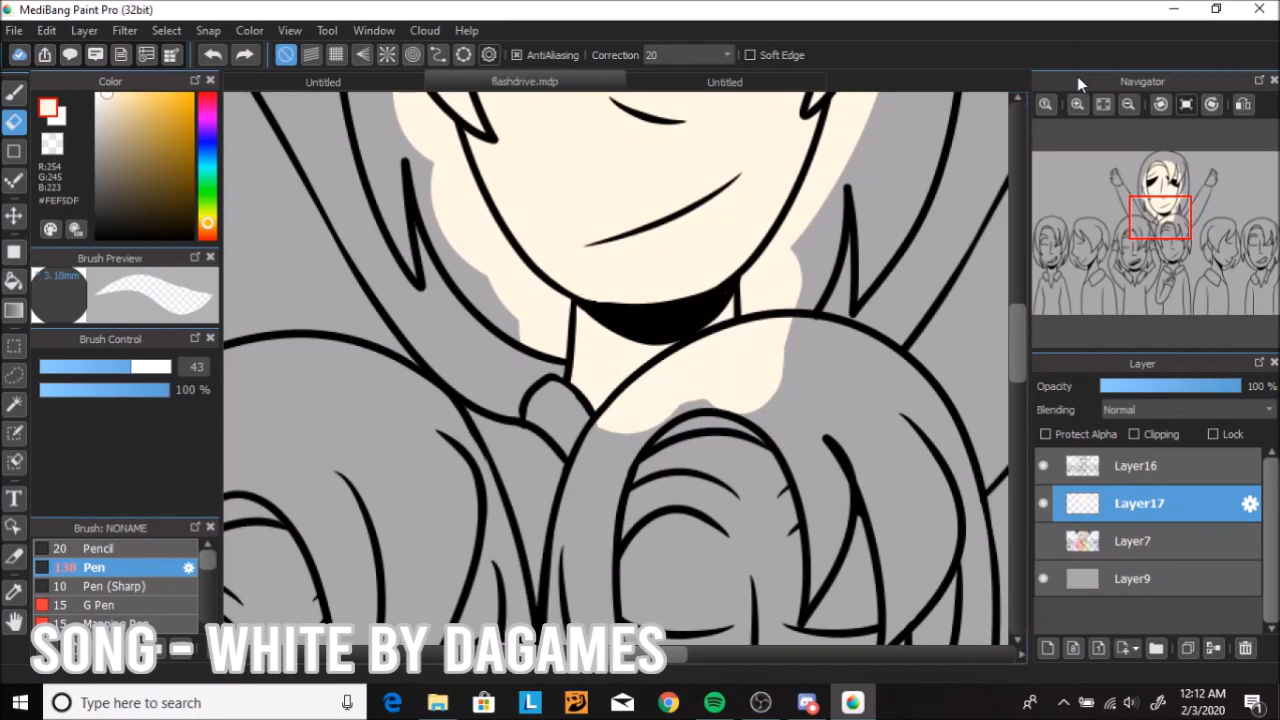 MediBang Paint Pro (32bit)
File Edit Layer Filter Select Snap Color View Tool Window Cloud Help
AntiAliasing Correction 20 Soft Edge
Color Untitled flashdrive.mdp Untitled Navigator
R:254
G:245
B:223
#FEF5DF
Brush Preview
3.18mm
Brush Control
43
100 %
Layer
Opacity 100 %
Blending Normal
Protect Alpha Clipping Lock
Layer16
Layer17
Layer7
Layer9
Brush: NONAME
20 Pencil
138 Pen
10 Pen (Sharp)
15 G Pen
15 Mapping Pen
SONG- WHITE BY DAGAMES
Type here to search
12:12 AM
2/3/2020
1